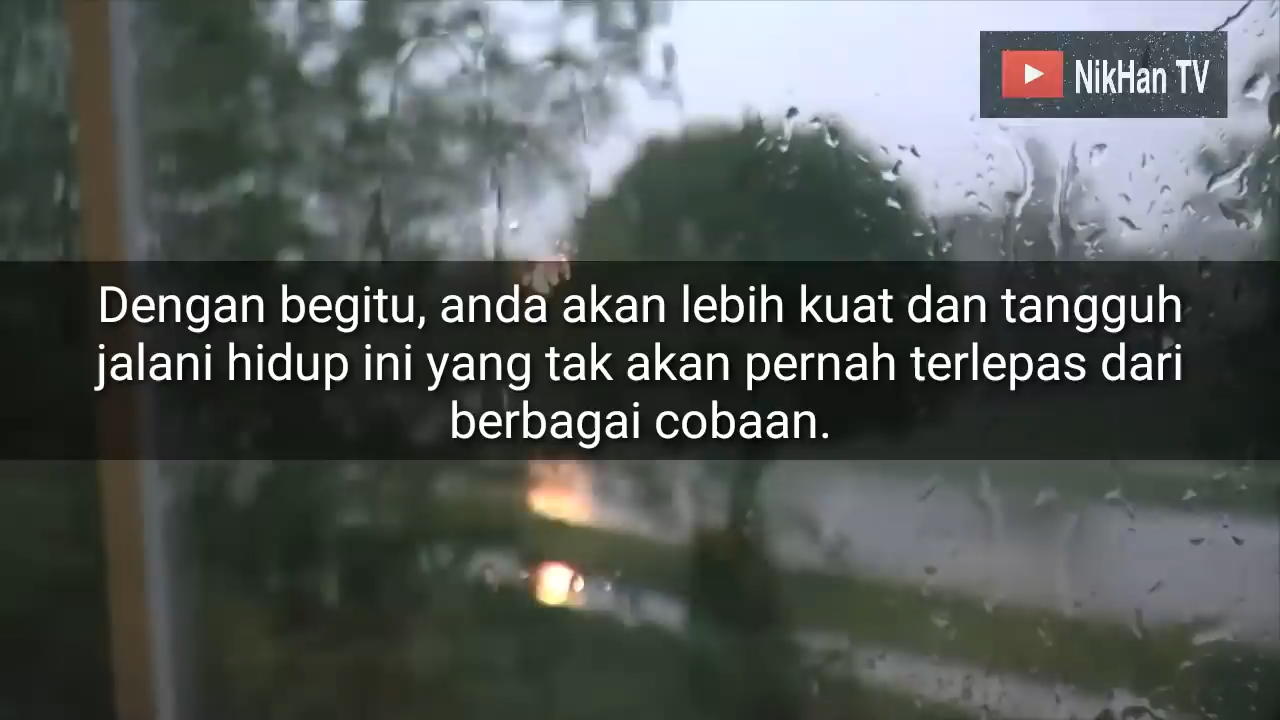 NikHan TV
Dengan begitu, anda akan lebih kuat dan tangguh
jalani hidup ini yang tak akan pernah terlepas dari
berbagai cobaan.